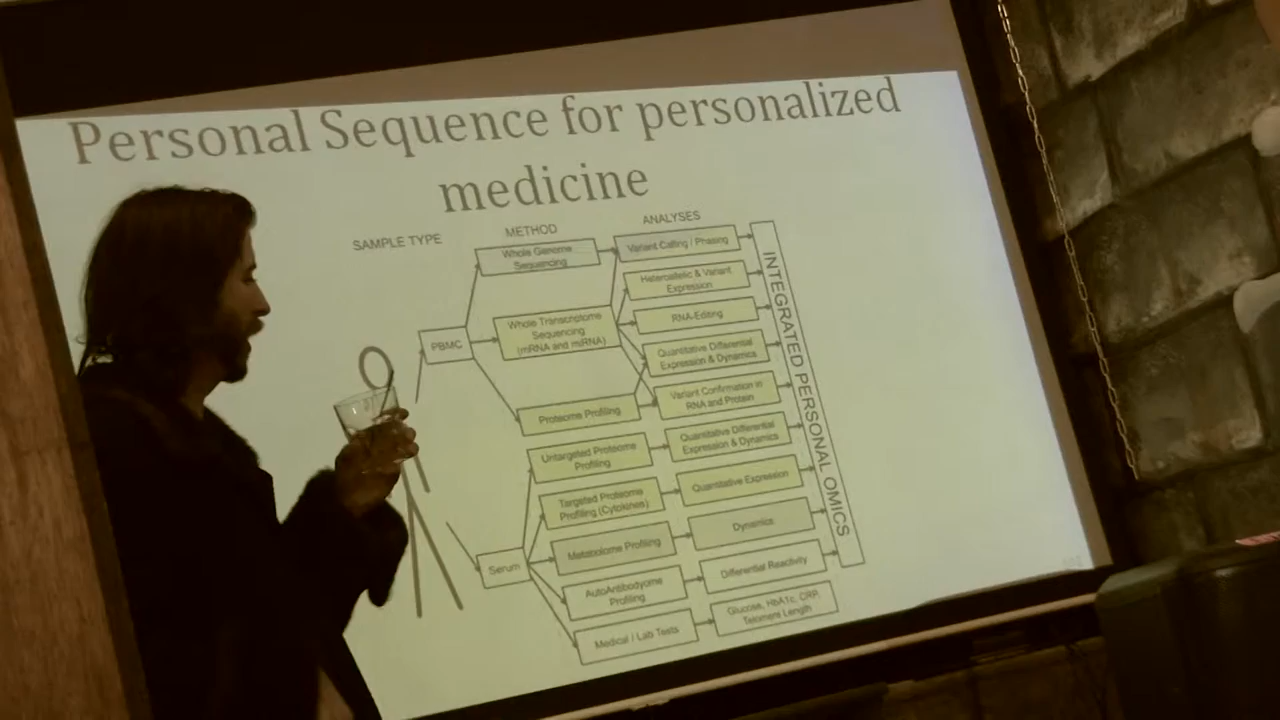 Personal Sequence for personalized
medicine
SAMPLE TYPE
METHOD
ANALYSES
PBMC
Whole Genome
Sequencing
Variant Calling / Phasing
Whole Transcriptome
Sequencing
(mRNA and miRNA)
Heteroallelic & Variant
Expression
RNA-Editing
Quantitative Differential
Expression & Dynamics
Proteome Profiling
Variant Confirmation in
RNA and Protein
Serum
Untargeted Proteome
Profiling
Quantitative Differential
Expression & Dynamics
Targeted Proteome
Profiling (Cytokines)
Quantitative Expression
Metabolome Profiling
Dynamics
AutoAntibodyome
Profiling
Differential Reactivity
Medical / Lab Tests
Glucose, HbA1c, CRP,
Telomere Length
INTEGRATED PERSONAL OMICS